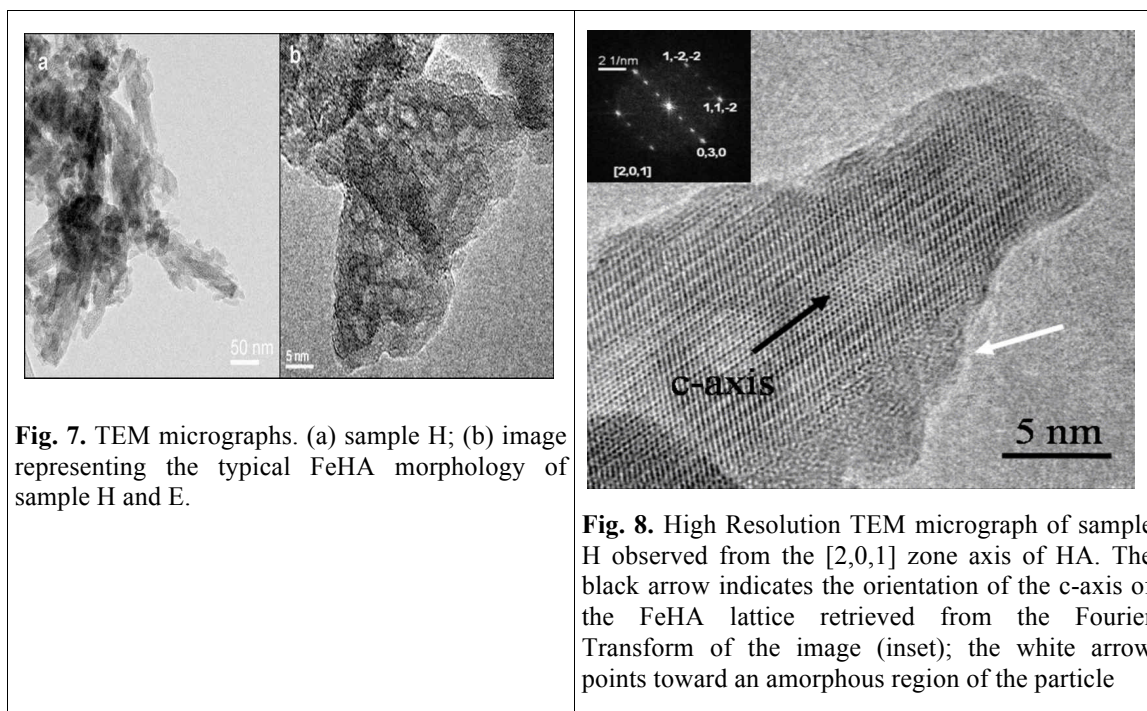 a
50 nm
b
5 nm
Fig. 7. TEM micrographs. (a) sample H; (b) image
representing the typical FeHA morphology of
sample H and E.
2 1/nm
1,-2,-2
1,1,-2
0,3,0
[2,0,1]
c-axis
5 nm
Fig. 8. High Resolution TEM micrograph of sample
H observed from the [2,0,1] zone axis of HA. The
black arrow indicates the orientation of the c-axis of
the FeHA lattice retrieved from the Fourier
Transform of the image (inset); the white arrow
points toward an amorphous region of the particle